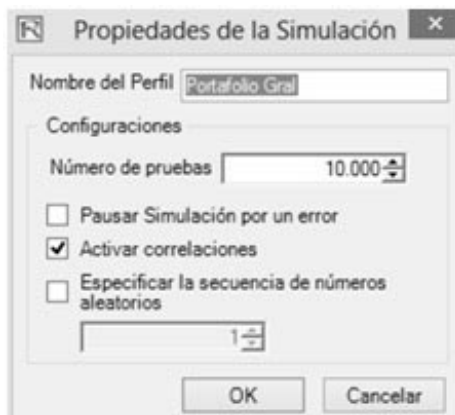 Propiedades de la Simulación
Nombre del Perfil Portafolio Gral
Configuraciones
Número de pruebas 10.000
Pausar Simulación por un error
Activar correlaciones
Especificar la secuencia de números
aleatorios
1
OK Cancelar